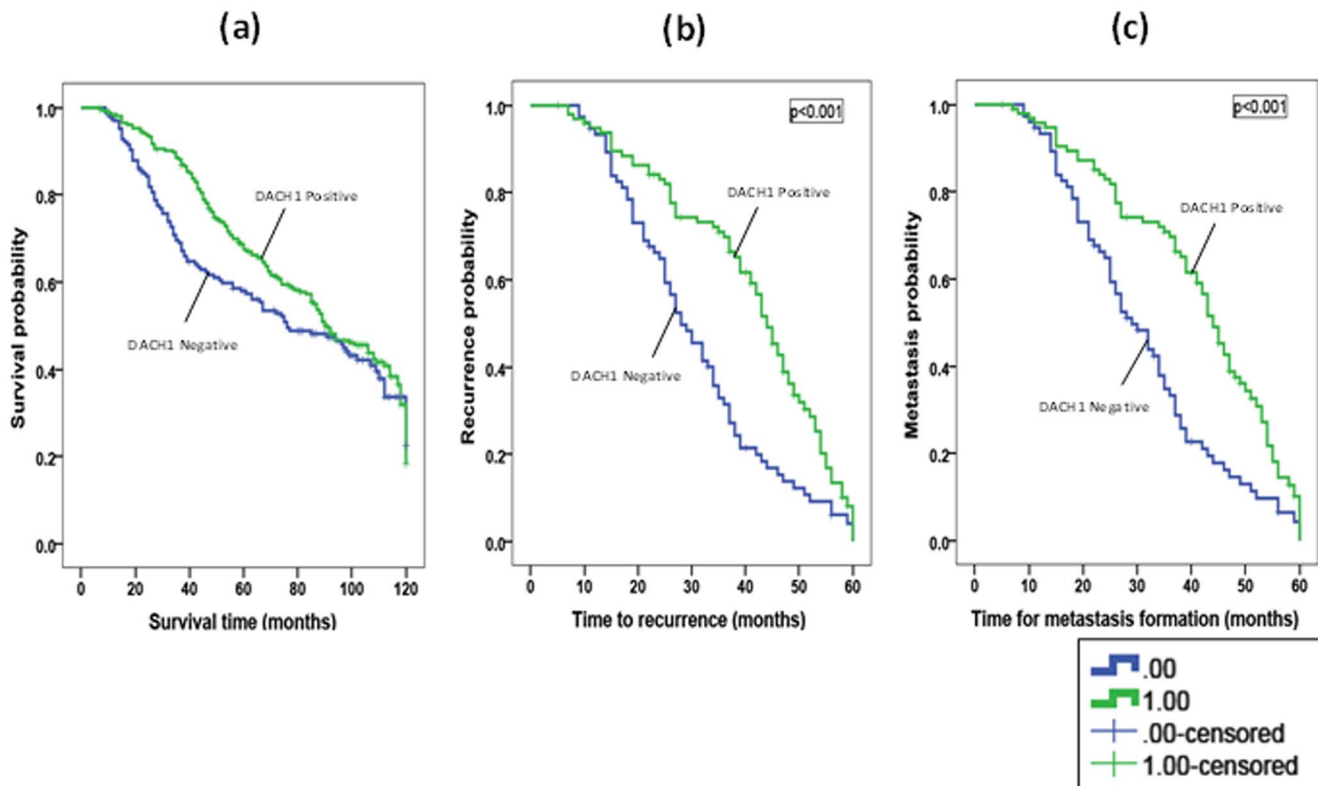 (a)
(b)
(c)
1.0
0.8
0.6
0.4
0.2
0.0
Survival probability
DACH1 Positive
DACH1 Negative
0 20 40 60 80 100 120
Survival time (months)
1.0
0.8
0.6
0.4
0.2
0.0
Recurrence probability
p<0.001
DACH1 Positive
DACH1 Negative
0 10 20 30 40 50 60
Time to recurrence (months)
1.0
0.8
0.6
0.4
0.2
0.0
Metastasis probability
p<0.001
DACH1 Positive
DACH1 Negative
0 10 20 30 40 50 60
Time for metastasis formation (months)
.00
1.00
.00-censored
1.00-censored